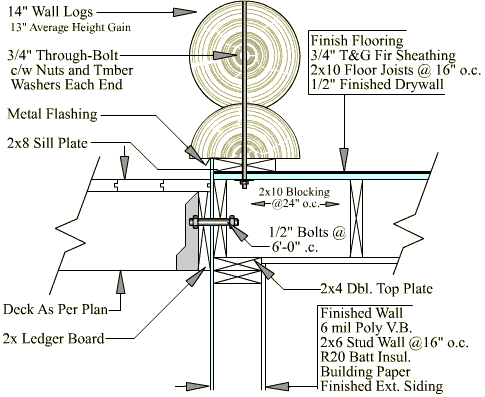 14" Wall Logs
13" Average Height Gain
3/4" Through-Bolt
c/w Nuts and Tmber
Washers Each End
Metal Flashing
2x8 Sill Plate
Finish Flooring
3/4" T&G Fir Sheathing
2x10 Floor Joists @ 16" o.c.
1/2" Finished Drywall
2x10 Blocking
@24" o.c.
1/2" Bolts @
6'-0" .c.
Deck As Per Plan
2x Ledger Board
2x4 Dbl. Top Plate
Finished Wall
6 mil Poly V.B.
2x6 Stud Wall @16" o.c.
R20 Batt Insul.
Building Paper
Finished Ext. Siding